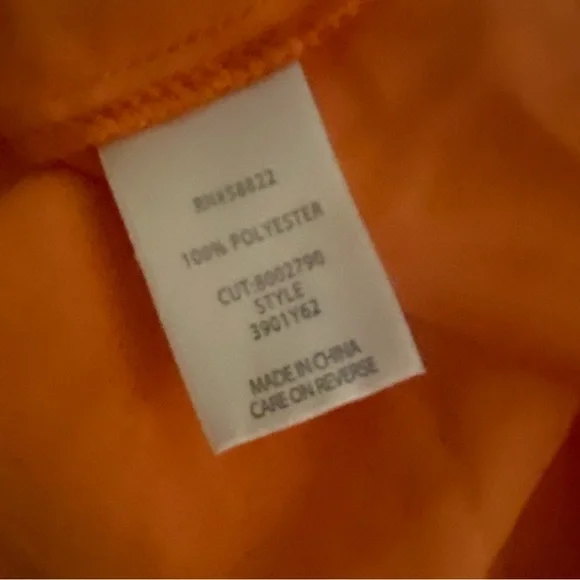 RN#58822
100% POLYESTER
CUT:8002790
STYLE
3901Y62
MADE IN CHINA
CARE ON REVERSE